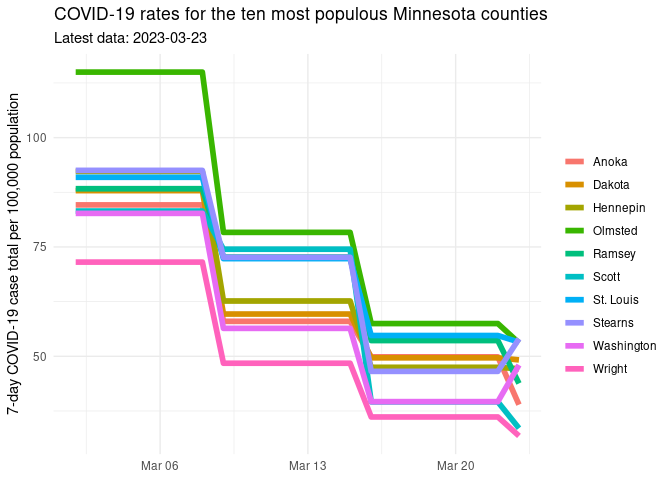 COVID-19 rates for the ten most populous Minnesota counties
Latest data: 2023-03-23
7-day COVID-19 case total per 100,000 population
100
75
50
Mar 06
Mar 13
Mar 20
Anoka
Dakota
Hennepin
Olmsted
Ramsey
Scott
St. Louis
Stearns
Washington
Wright